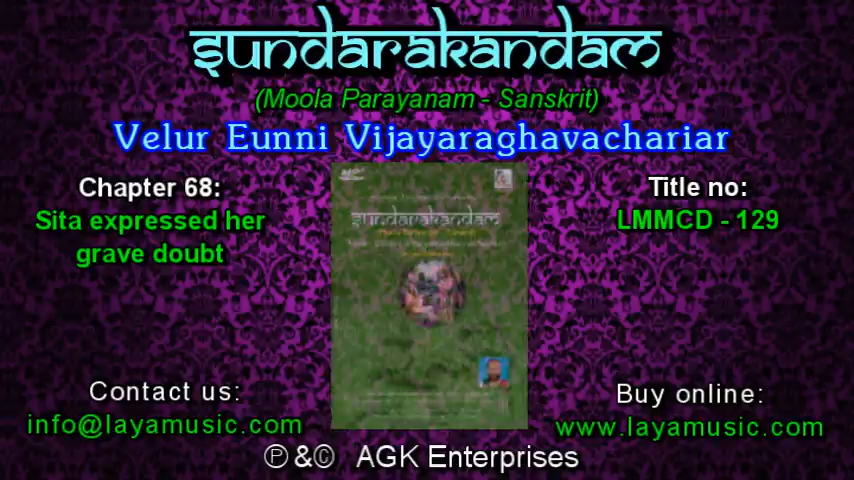 Sundarakandam
(Moola Parayanam - Sanskrit)
Velur Eunni Vijayaraghavachariar
Chapter 68:
Sita expressed her
grave doubt
Title no:
LMMCD - 129
sundarakandam
Contact us:
info@layamusic.com
Buy online:
www.layamusic.com
℗ &© AGK Enterprises